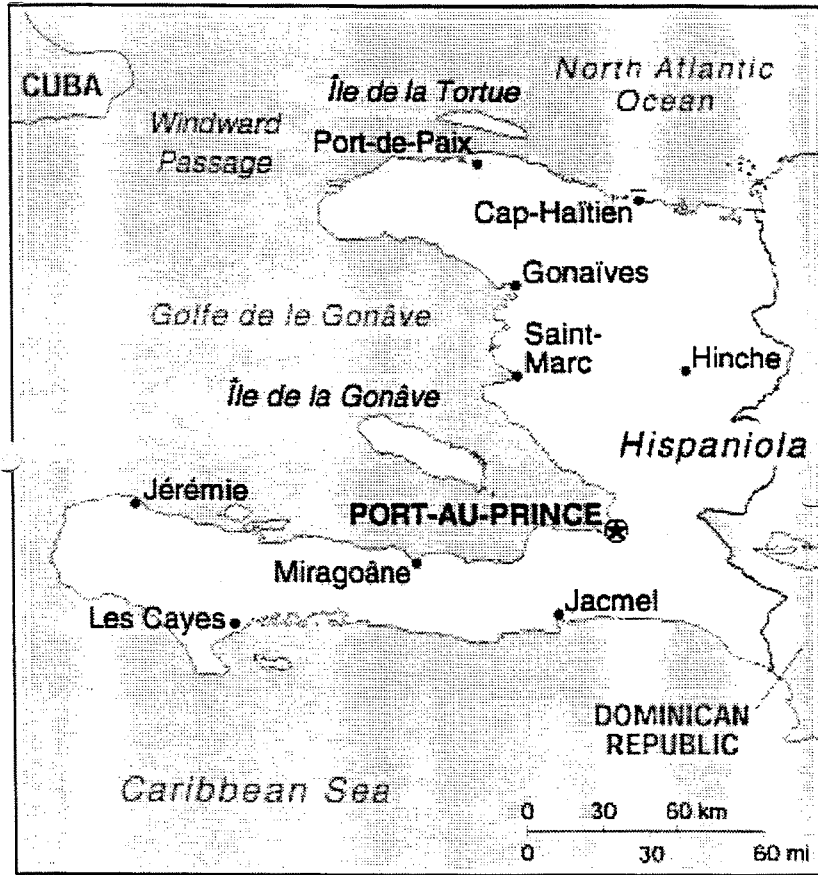 CUBA
Île de la Tortue
North Atlantic
Ocean
Windward
Passage
Port-de-Paix
Cap-Haïtien
Gonaïves
Golfe de le Gonâve
Saint-
Marc
Hinche
Île de la Gonâve
Hispaniola
Jérémie
PORT-AU-PRINCE
Miragoâne
Les Cayes
Jacmel
DOMINICAN
REPUBLIC
Caribbean Sea
0 30 60 km
0 30 60 mi